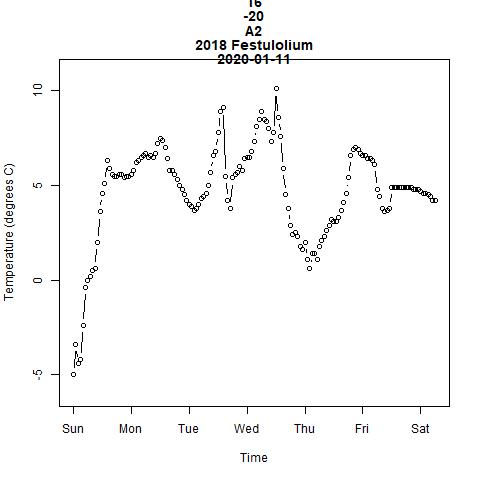 16
-20
A2
2018 Festulolium
2020-01-11
Temperature (degrees C)
10
5
0
-5
Sun Mon Tue Wed Thu Fri Sat
Time